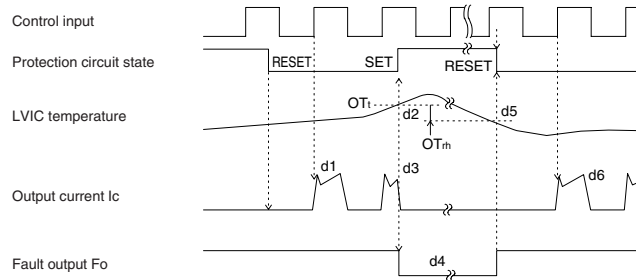 Control input
Protection circuit state
RESET
SET
RESET
LVIC temperature
OTt
d2
d5
OTrh
d1
d3
d6
Output current Ic
d4
Fault output Fo